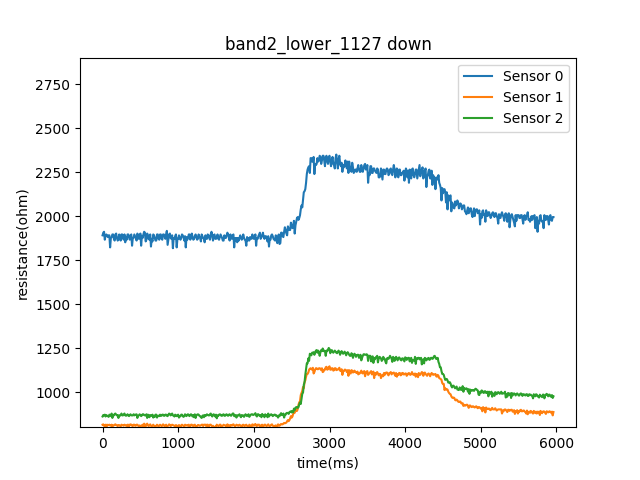 band2_lower_1127 down
Sensor 0
Sensor 1
Sensor 2
resistance(ohm)
2750
2500
2250
2000
1750
1500
1250
1000
0 1000 2000 3000 4000 5000 6000
time(ms)